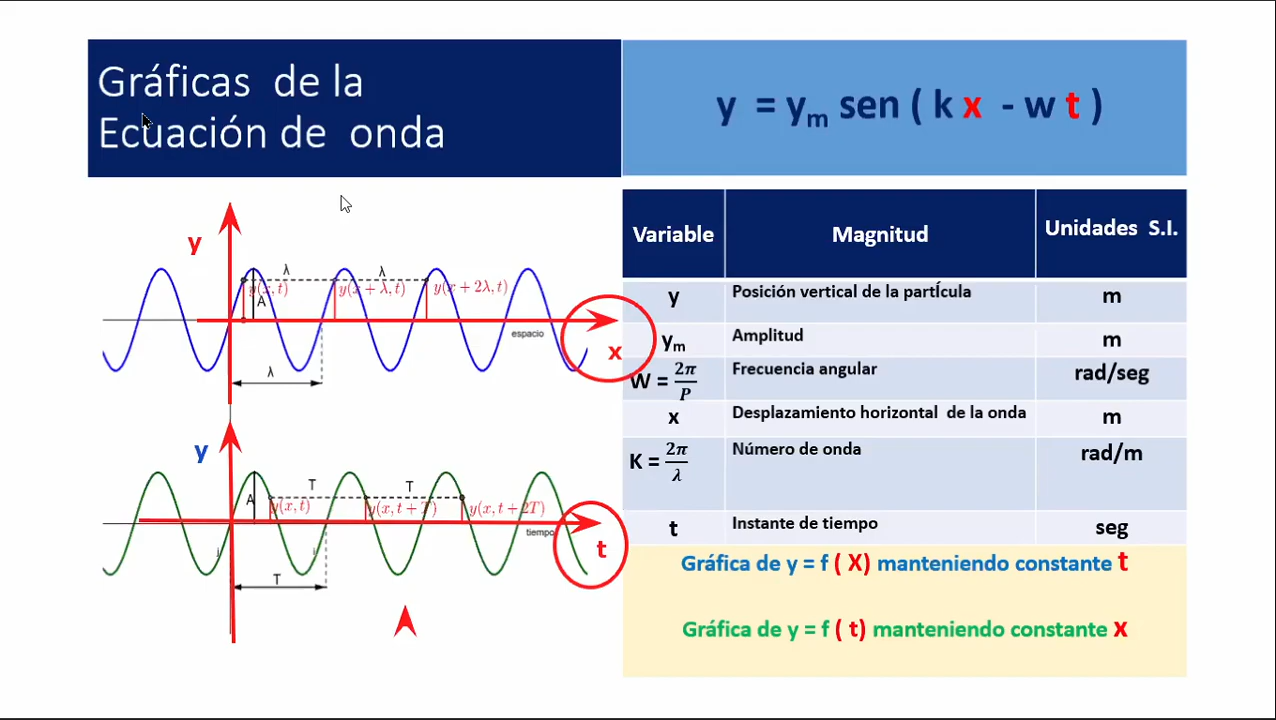 Gráficas de la
Ecuación de onda
y = yₘ sen ( k x - w t )
y
λ
λ
y(x, t)
y(x + λ, t)
y(x + 2λ, t)
A
espacio
x
λ
y
T
T
A
y(x, t)
y(x, t + T)
y(x, t + 2T)
tiempo
t
T
Variable Magnitud Unidades S.I.
y Posición vertical de la partÍcula m
yₘ Amplitud m
W = 2π/P Frecuencia angular rad/seg
x Desplazamiento horizontal de la onda m
K = 2π/λ Número de onda rad/m
t Instante de tiempo seg
Gráfica de y = f ( X) manteniendo constante t
Gráfica de y = f ( t) manteniendo constante x